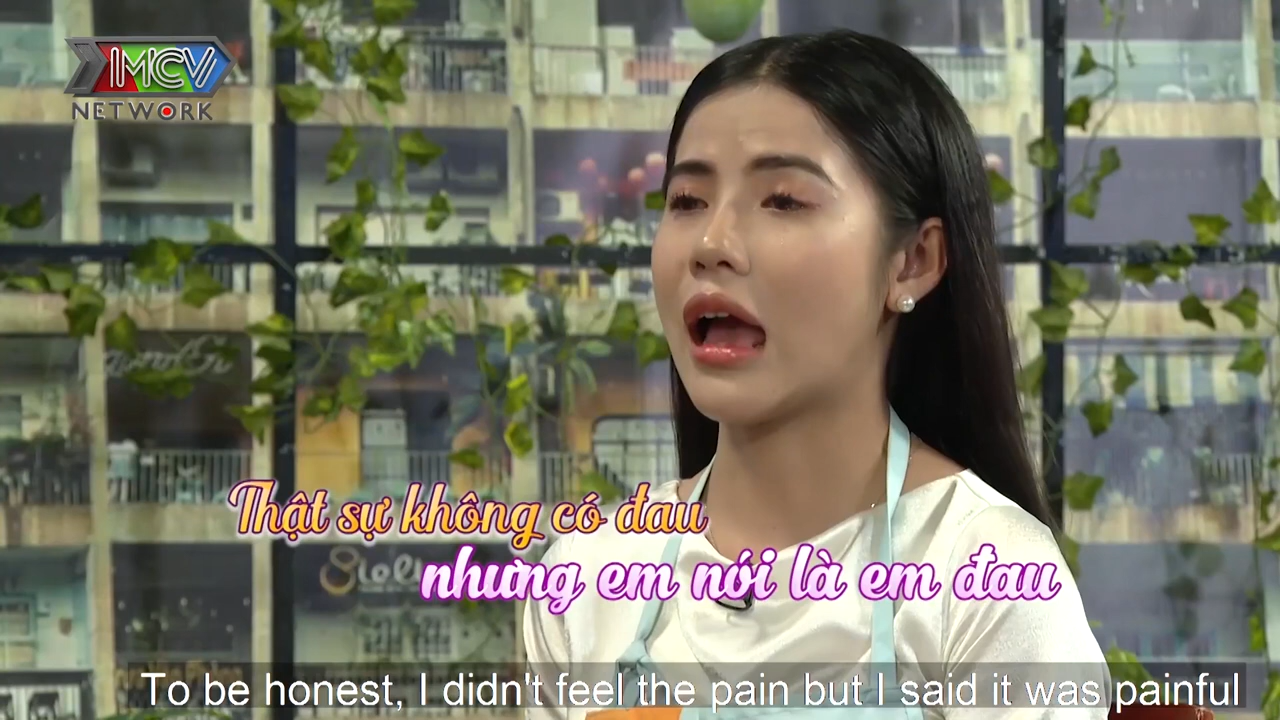 MCV
NETWORK
Thật sự không có đau
nhưng em nói là em đau
To be honest, I didn't feel the pain but I said it was painful